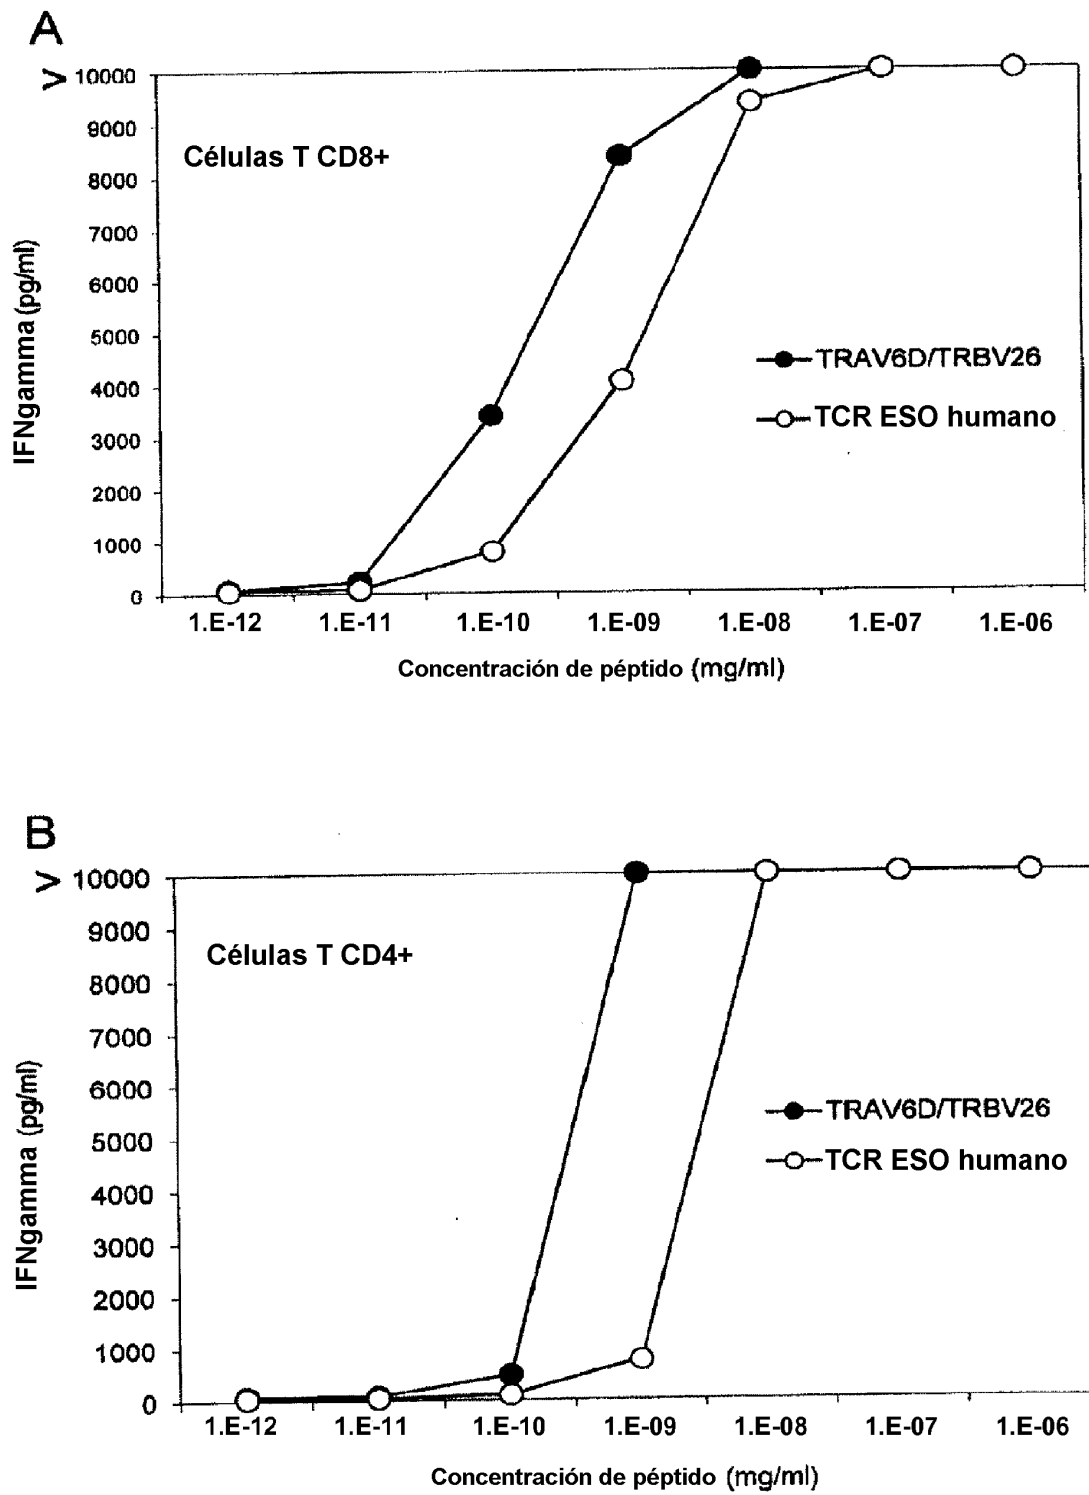 A
> 10000
9000
8000
7000
6000
5000
4000
3000
2000
1000
0
IFNgamma (pg/ml)
Células T CD8+
TRAV6D/TRBV26
TCR ESO humano
1.E-12 1.E-11 1.E-10 1.E-09 1.E-08 1.E-07 1.E-06
Concentración de péptido (mg/ml)
B
> 10000
9000
8000
7000
6000
5000
4000
3000
2000
1000
0
IFNgamma (pg/ml)
Células T CD4+
TRAV6D/TRBV26
TCR ESO humano
1.E-12 1.E-11 1.E-10 1.E-09 1.E-08 1.E-07 1.E-06
Concentración de péptido (mg/ml)